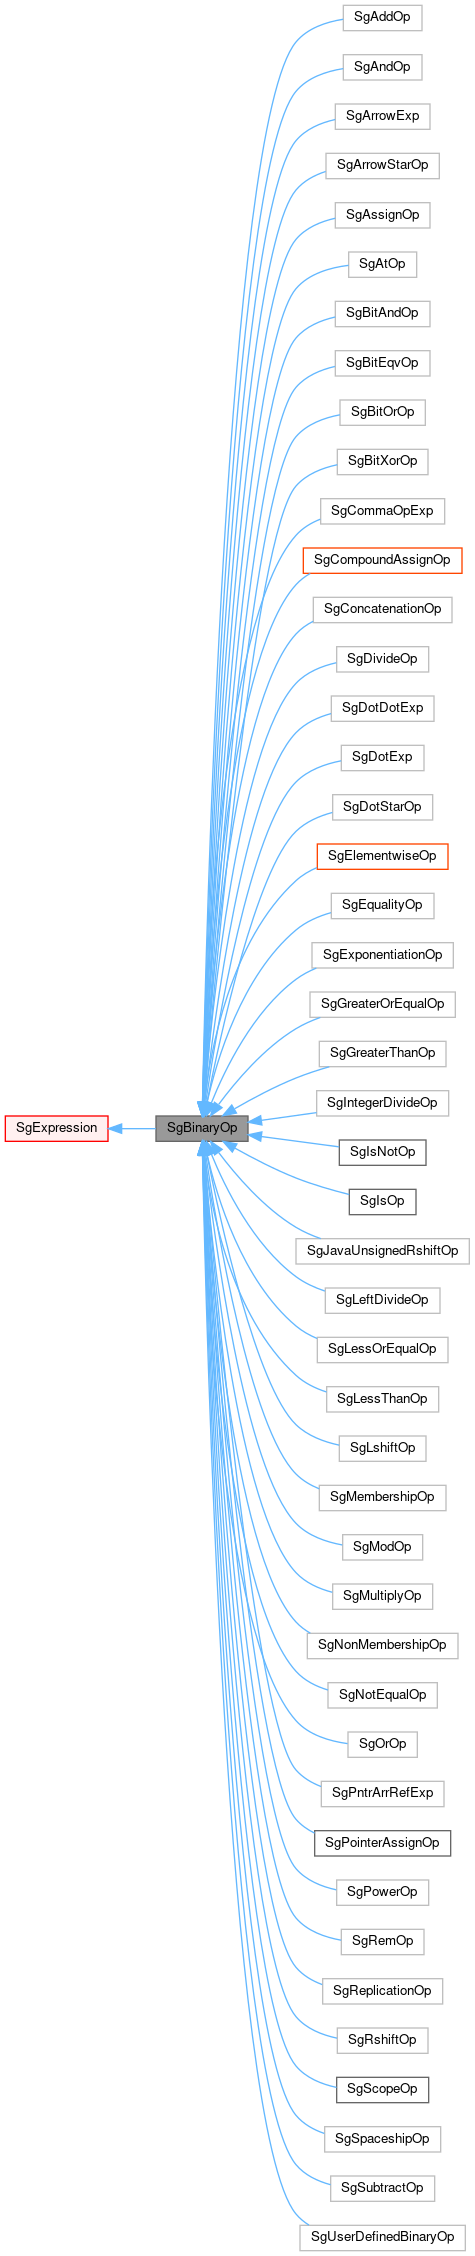 SgAddOp
SgAndOp
SgArrowExp
SgArrowStarOp
SgAssignOp
SgAtOp
SgBitAndOp
SgBitEqvOp
SgBitOrOp
SgBitXorOp
SgCommaOpExp
SgCompoundAssignOp
SgConcatenationOp
SgDivideOp
SgDotDotExp
SgDotExp
SgDotStarOp
SgElementwiseOp
SgEqualityOp
SgExponentiationOp
SgGreaterOrEqualOp
SgGreaterThanOp
SgIntegerDivideOp
SgExpression
SgBinaryOp
SgIsNotOp
SgIsOp
SgJavaUnsignedRshiftOp
SgLeftDivideOp
SgLessOrEqualOp
SgLessThanOp
SgLshiftOp
SgMembershipOp
SgModOp
SgMultiplyOp
SgNonMembershipOp
SgNotEqualOp
SgOrOp
SgPntrArrRefExp
SgPointerAssignOp
SgPowerOp
SgRemOp
SgReplicationOp
SgRshiftOp
SgScopeOp
SgSpaceshipOp
SgSubtractOp
SgUserDefinedBinaryOp